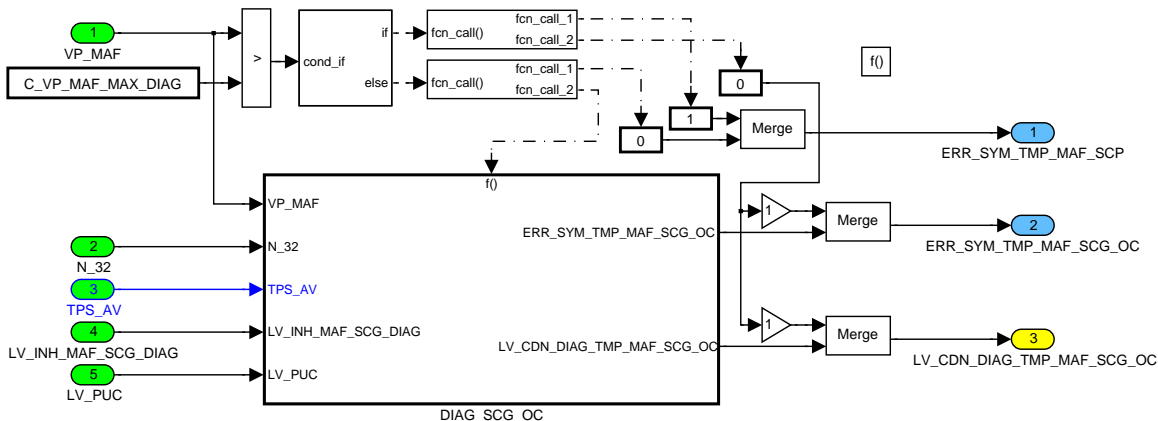 1
VP_MAF
C_VP_MAF_MAX_DIAG
>
cond_if
if
else
fcn_call()
fcn_call_1
fcn_call_2
fcn_call()
fcn_call_1
fcn_call_2
f()
0
1
0
Merge
1
ERR_SYM_TMP_MAF_SCP
f()
VP_MAF
N_32
TPS_AV
LV_INH_MAF_SCG_DIAG
LV_PUC
ERR_SYM_TMP_MAF_SCG_OC
LV_CDN_DIAG_TMP_MAF_SCG_OC
DIAG_SCG_OC
2
N_32
3
TPS_AV
4
LV_INH_MAF_SCG_DIAG
5
LV_PUC
1
Merge
2
ERR_SYM_TMP_MAF_SCG_OC
1
Merge
3
LV_CDN_DIAG_TMP_MAF_SCG_OC